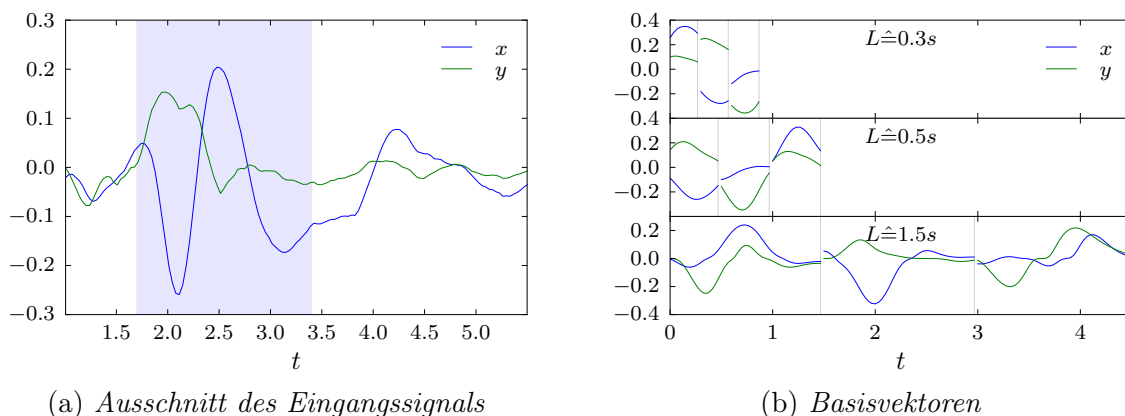 0.3
0.2
0.1
0.0
−0.1
−0.2
−0.3
1.5 2.0 2.5 3.0 3.5 4.0 4.5 5.0
t
x
y
(a) Ausschnitt des Eingangssignals
0.4
0.2
0.0
−0.2
0.4
L=̂0.3s
x
y
0.2
0.0
−0.2
0.4
L=̂0.5s
0.2
0.0
−0.2
−0.4
L=̂1.5s
0 1 2 3 4
t
(b) Basisvektoren